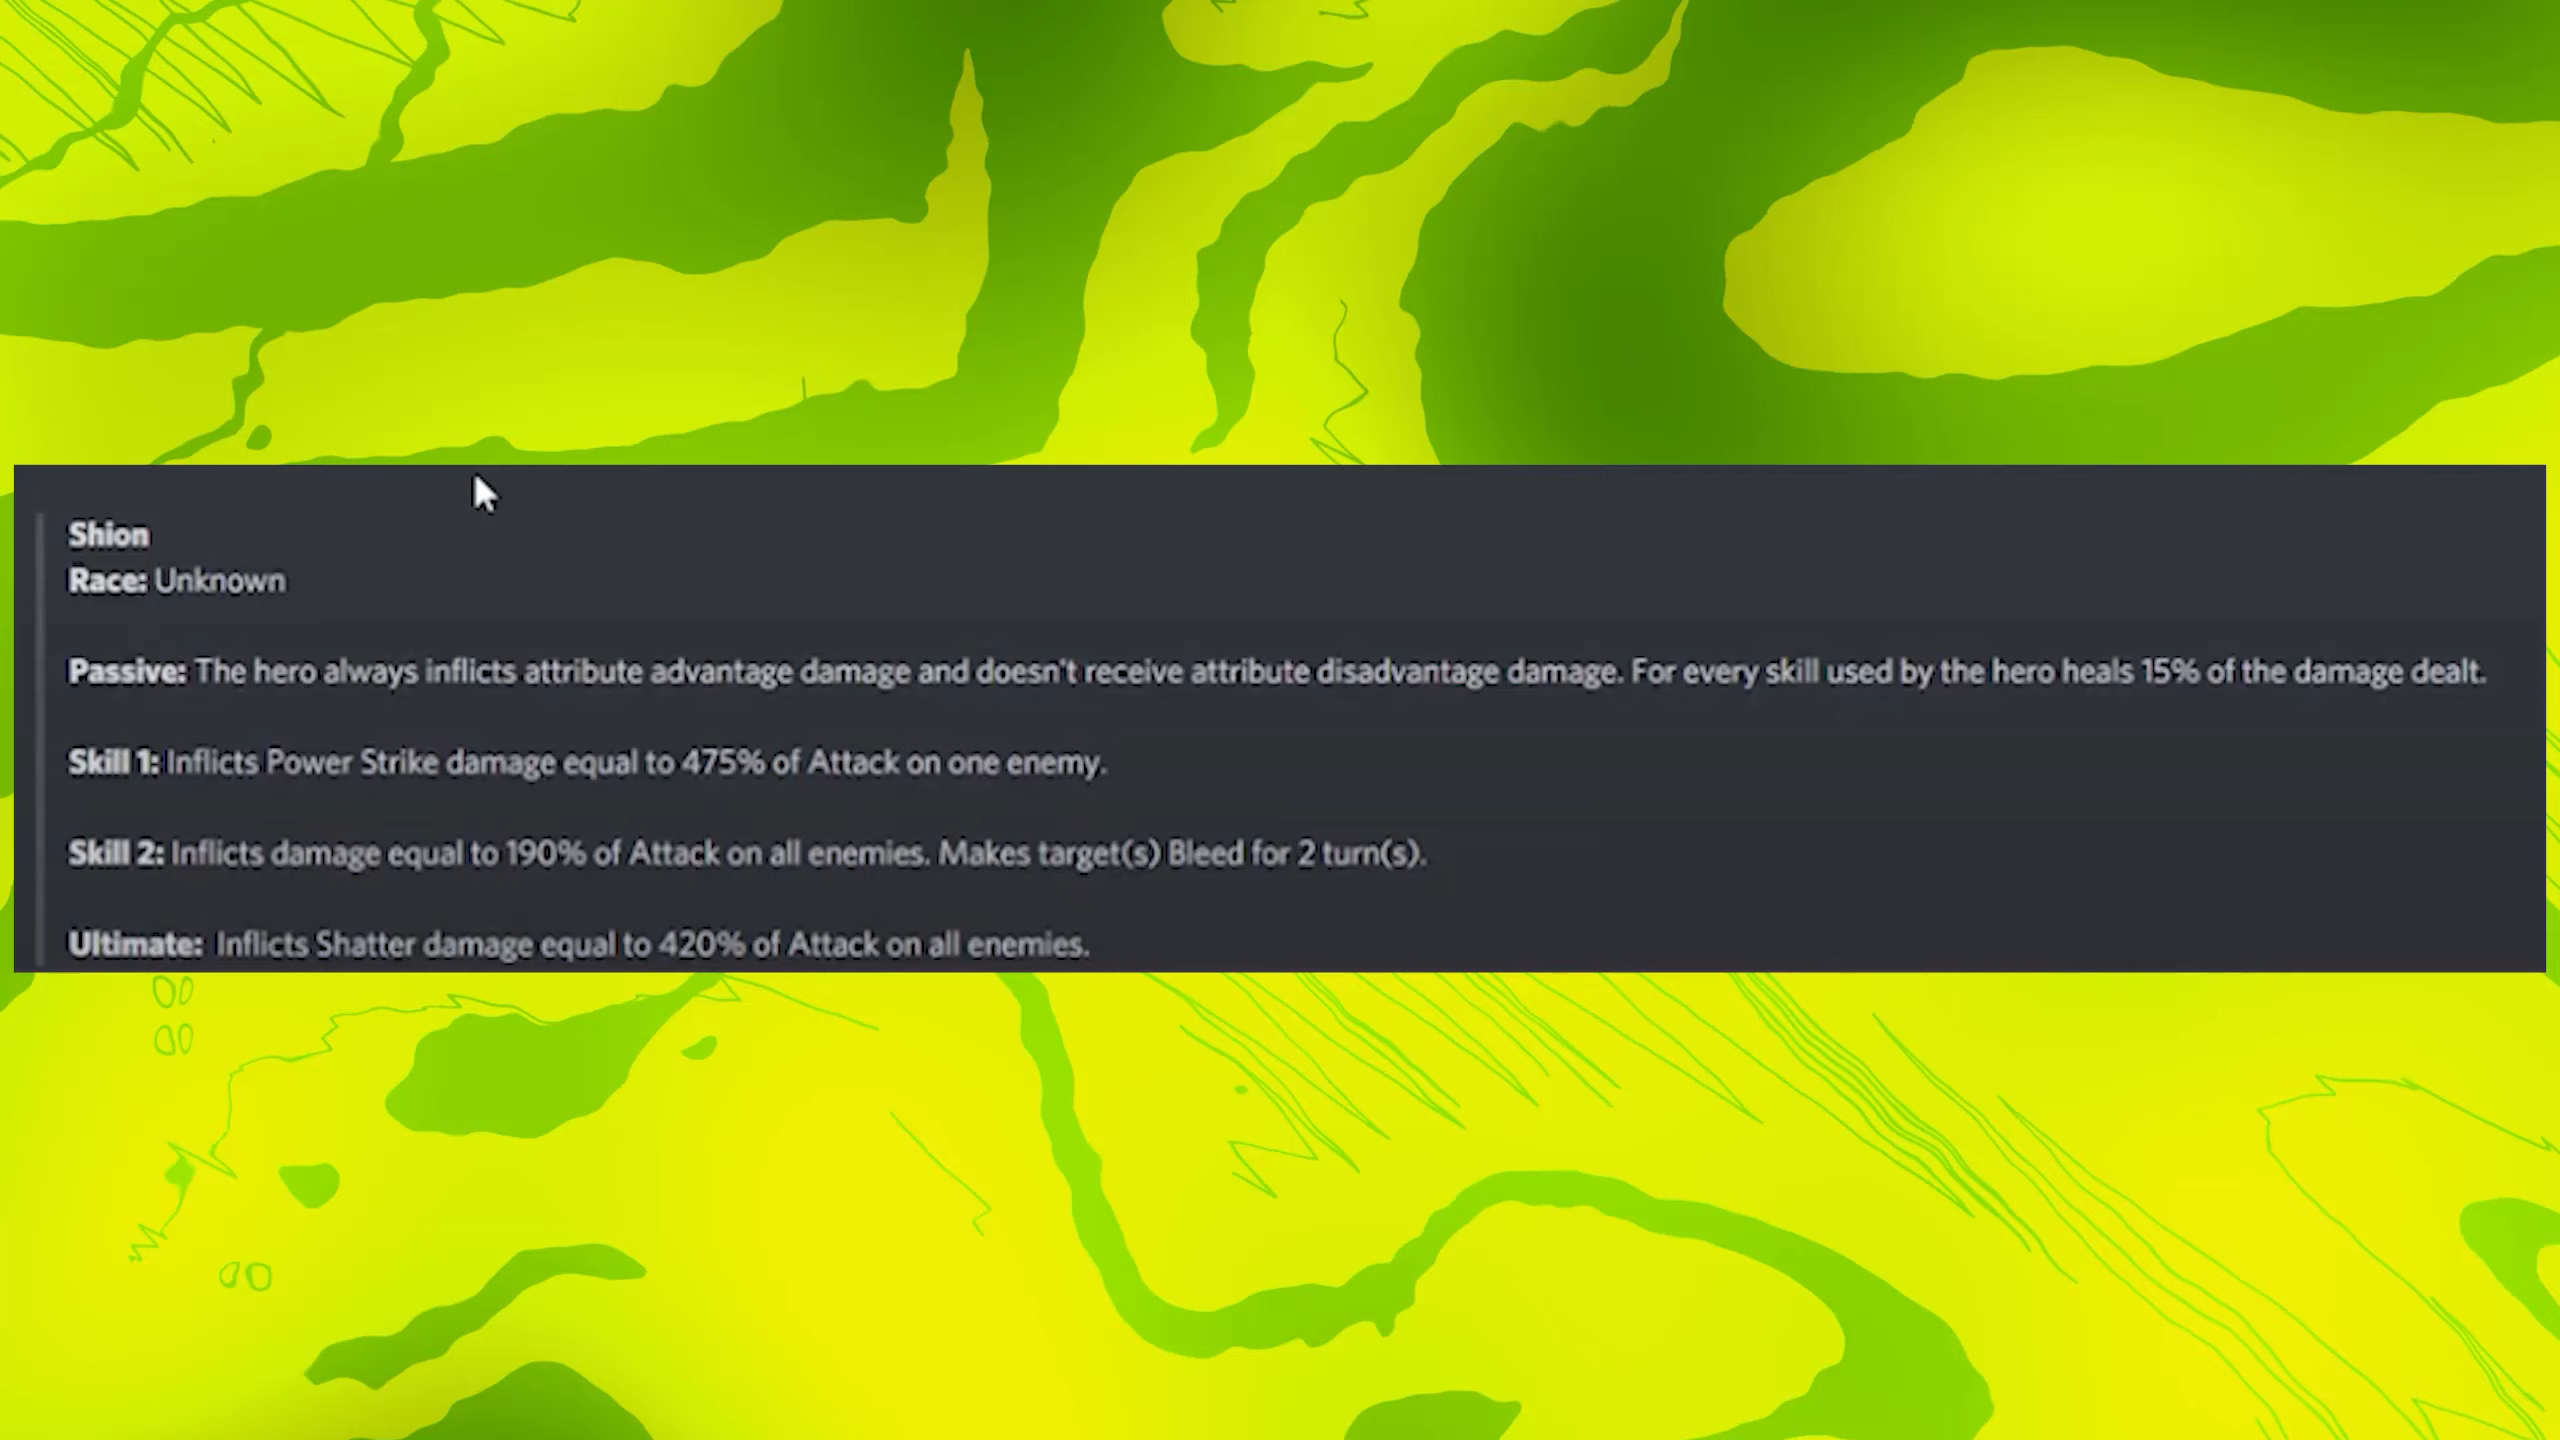 Shion
Race: Unknown
Passive: The hero always inflicts attribute advantage damage and doesn't receive attribute disadvantage damage. For every skill used by the hero heals 15% of the damage dealt.
Skill 1: Inflicts Power Strike damage equal to 475% of Attack on one enemy.
Skill 2: Inflicts damage equal to 190% of Attack on all enemies. Makes target(s) Bleed for 2 turn(s).
Ultimate: Inflicts Shatter damage equal to 420% of Attack on all enemies.